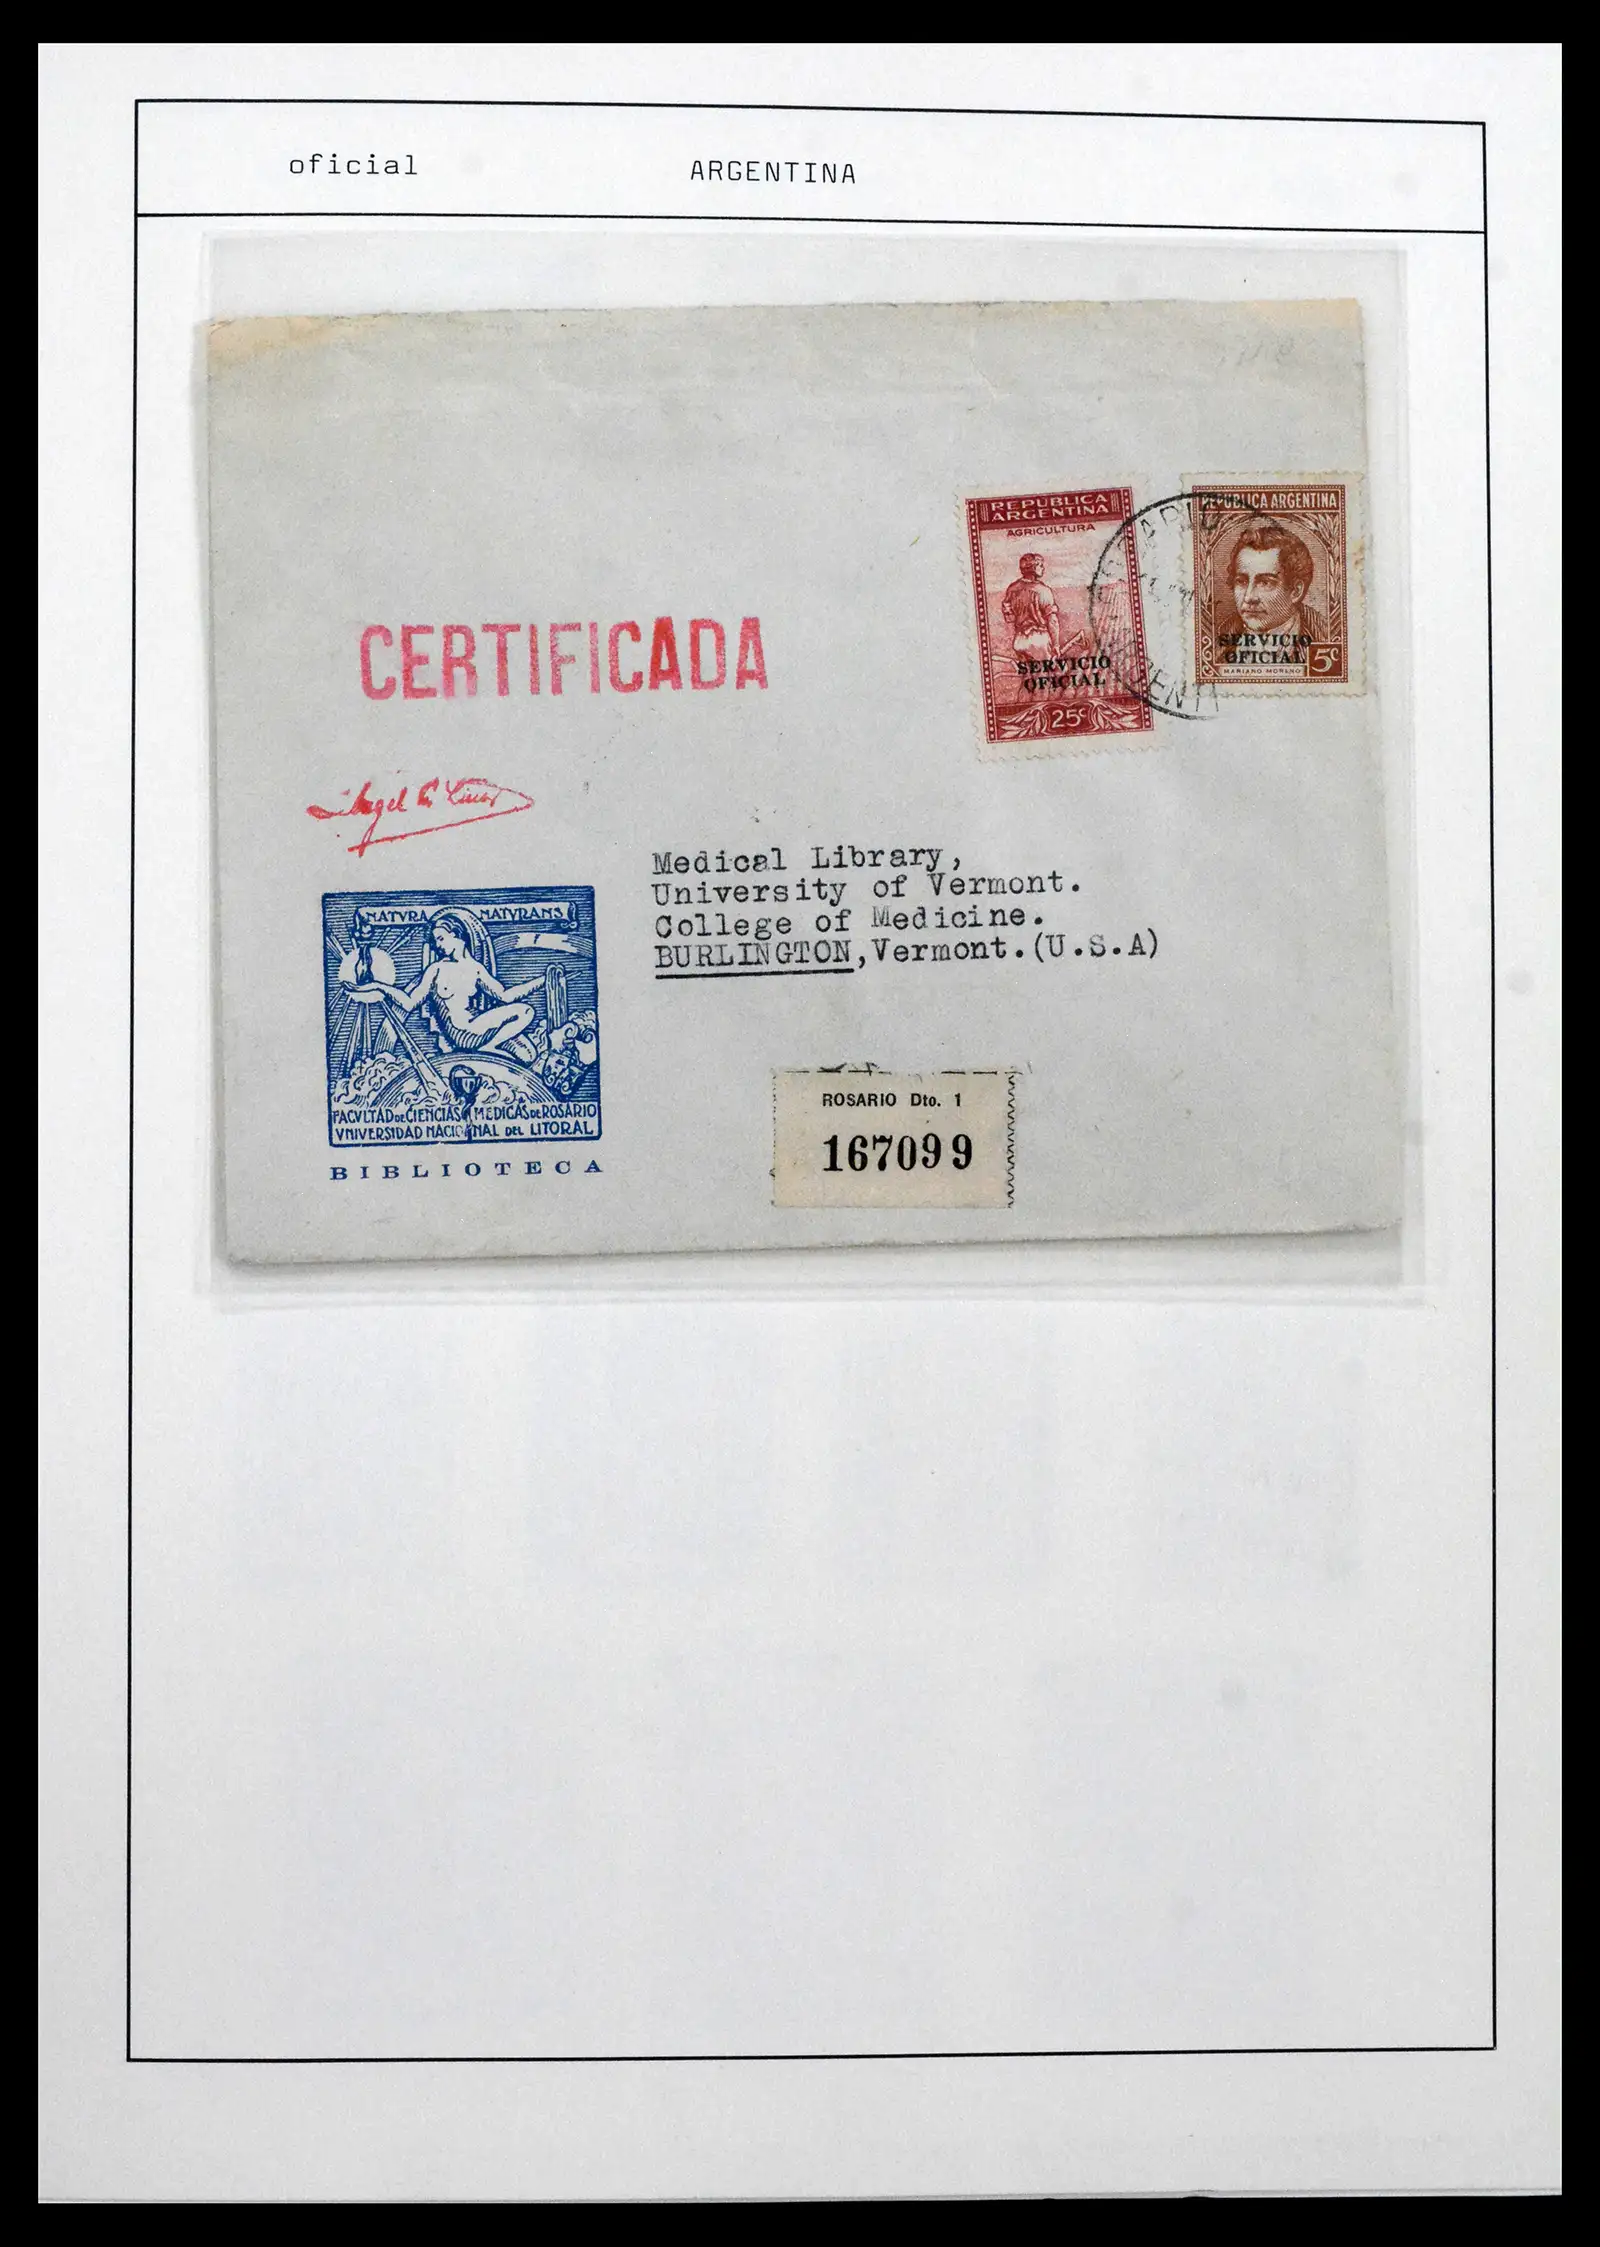 oficial
ARGENTINA
REPUBLICA
ARGENTINA
AGRICULTURA
SERVICIO
OFICIAL
25c
REPUBLICA ARGENTINA
SERVICIO
OFICIAL
5c
MARIANO MORENO
ROSARIO
CERTIFICADA
Medical Library,
University of Vermont.
College of Medicine.
BURLINGTON,Vermont.(U.S.A)
NATVRA NATVRANS
FACVLTAD DE CIENCIAS MEDICAS DE ROSARIO
VNIVERSIDAD NACIONAL DEL LITORAL
BIBLIOTECA
ROSARIO Dto. 1
167099